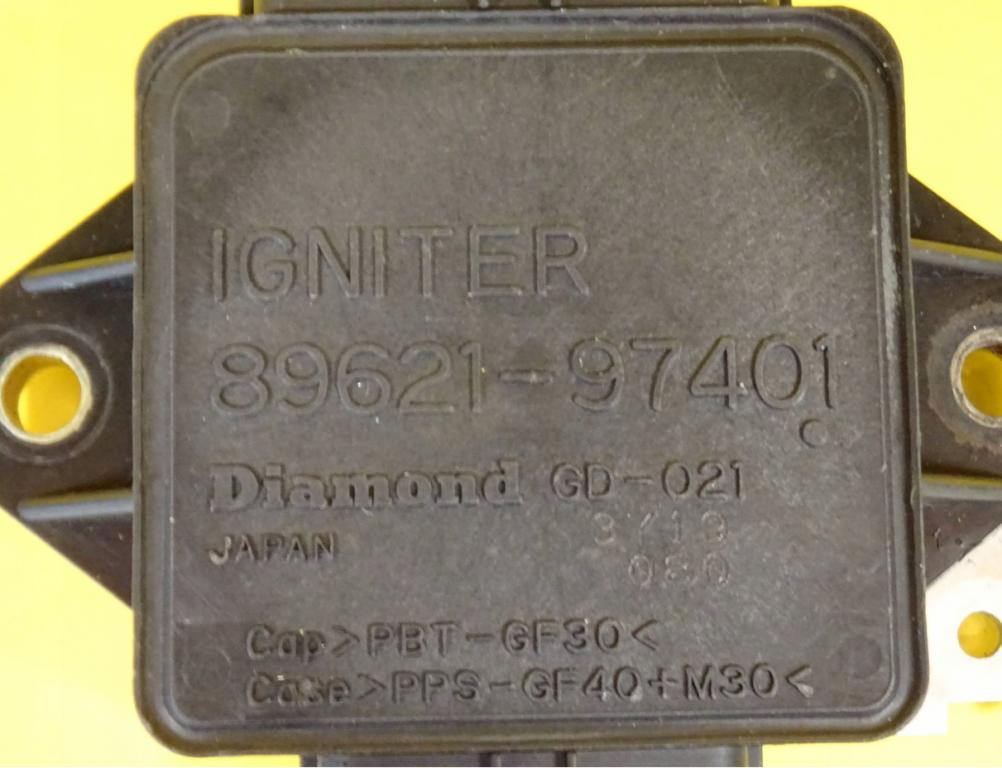 IGNITER
89621-97401
Diamond GD-021
JAPAN
Cap>PBT-GF30<
Case>PPS-GF40+M30<